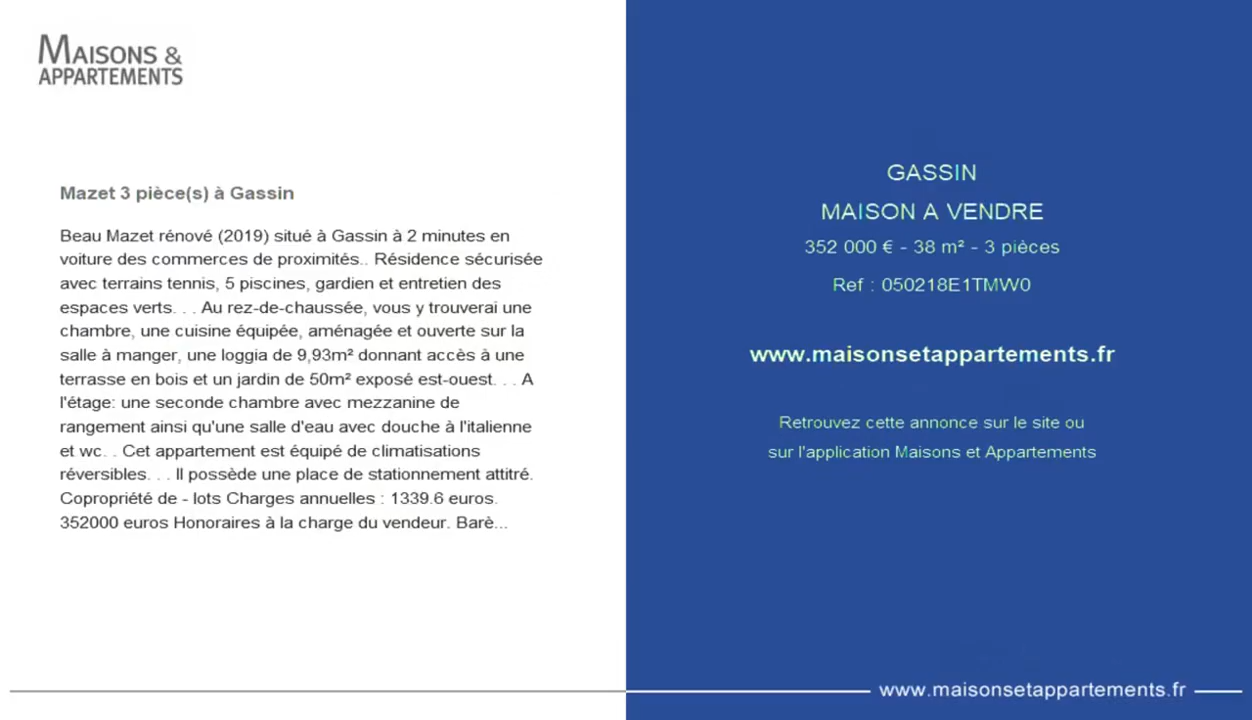 MAISONS &
APPARTEMENTS
Mazet 3 pièce(s) à Gassin
Beau Mazet rénové (2019) situé à Gassin à 2 minutes en
voiture des commerces de proximités.. Résidence sécurisée
avec terrains tennis, 5 piscines, gardien et entretien des
espaces verts. . . Au rez-de-chaussée, vous y trouverai une
chambre, une cuisine équipée, aménagée et ouverte sur la
salle à manger, une loggia de 9,93m² donnant accès à une
terrasse en bois et un jardin de 50m² exposé est-ouest. . . A
l'étage: une seconde chambre avec mezzanine de
rangement ainsi qu'une salle d'eau avec douche à l'italienne
et wc. . Cet appartement est équipé de climatisations
réversibles. . . Il possède une place de stationnement attitré.
Copropriété de - lots Charges annuelles : 1339.6 euros.
352000 euros Honoraires à la charge du vendeur. Barè...
GASSIN
MAISON A VENDRE
352 000 € - 38 m² - 3 pièces
Ref : 050218E1TMW0
www.maisonsetappartements.fr
Retrouvez cette annonce sur le site ou
sur l'application Maisons et Appartements
www.maisonsetappartements.fr